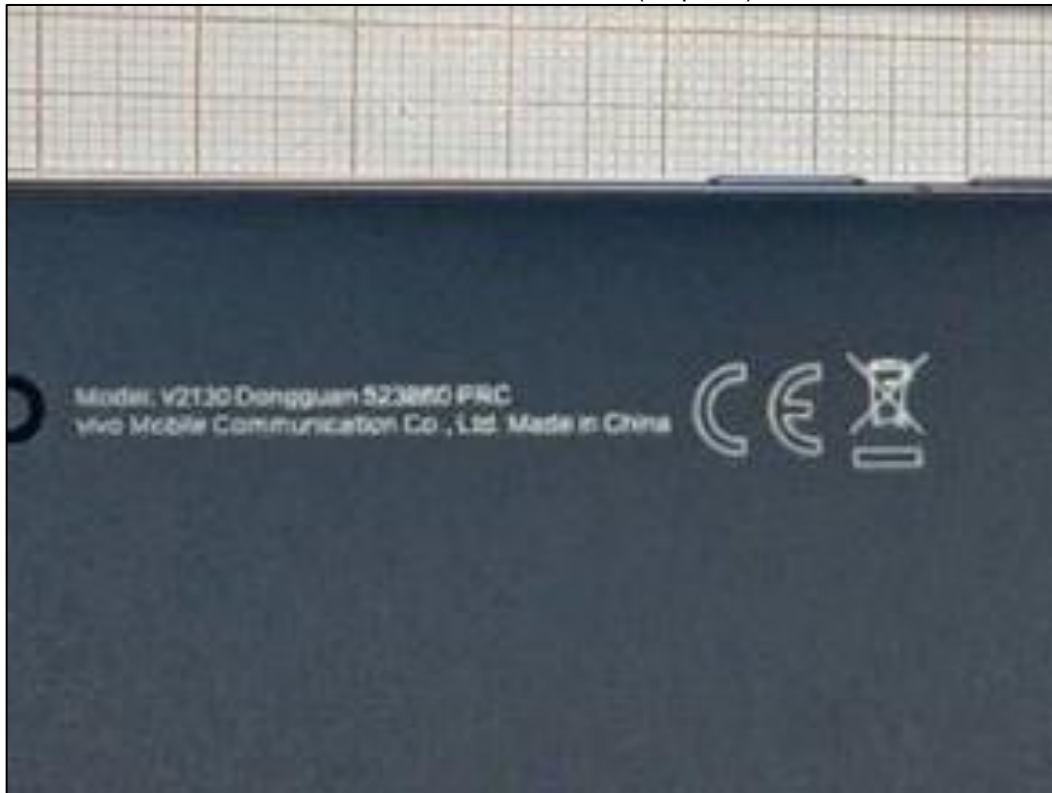 Model: V2130 Dongguan 523860 PRC
vivo Mobile Communication Co., Ltd. Made in China
CE